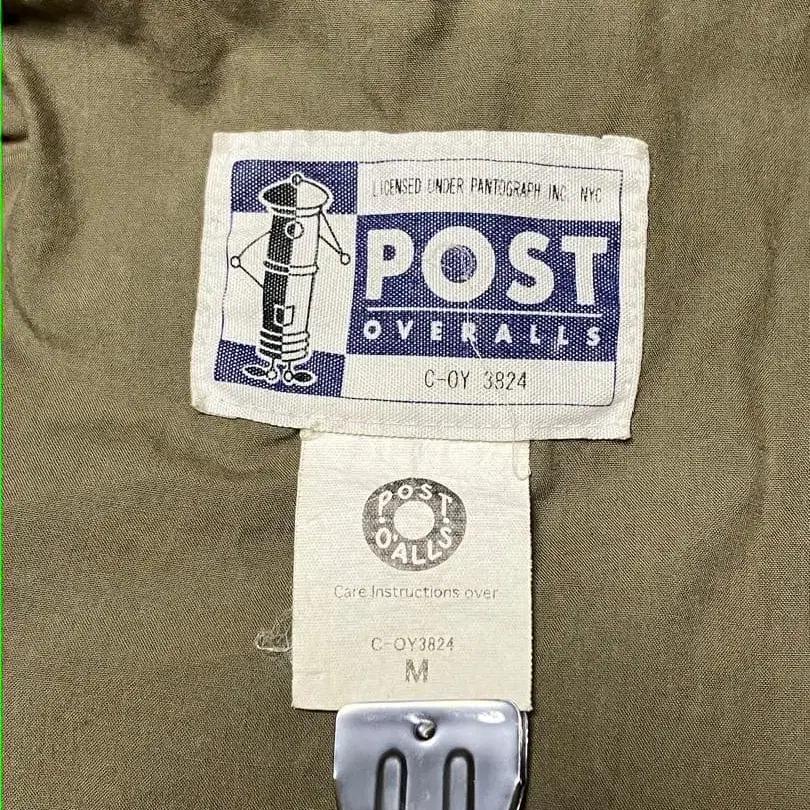 LICENSED UNDER PANTOGRAPH INC. NYC
POST
OVERALLS
C-OY 3824
POST
O'ALLS
Care Instructions over
C-OY3824
M